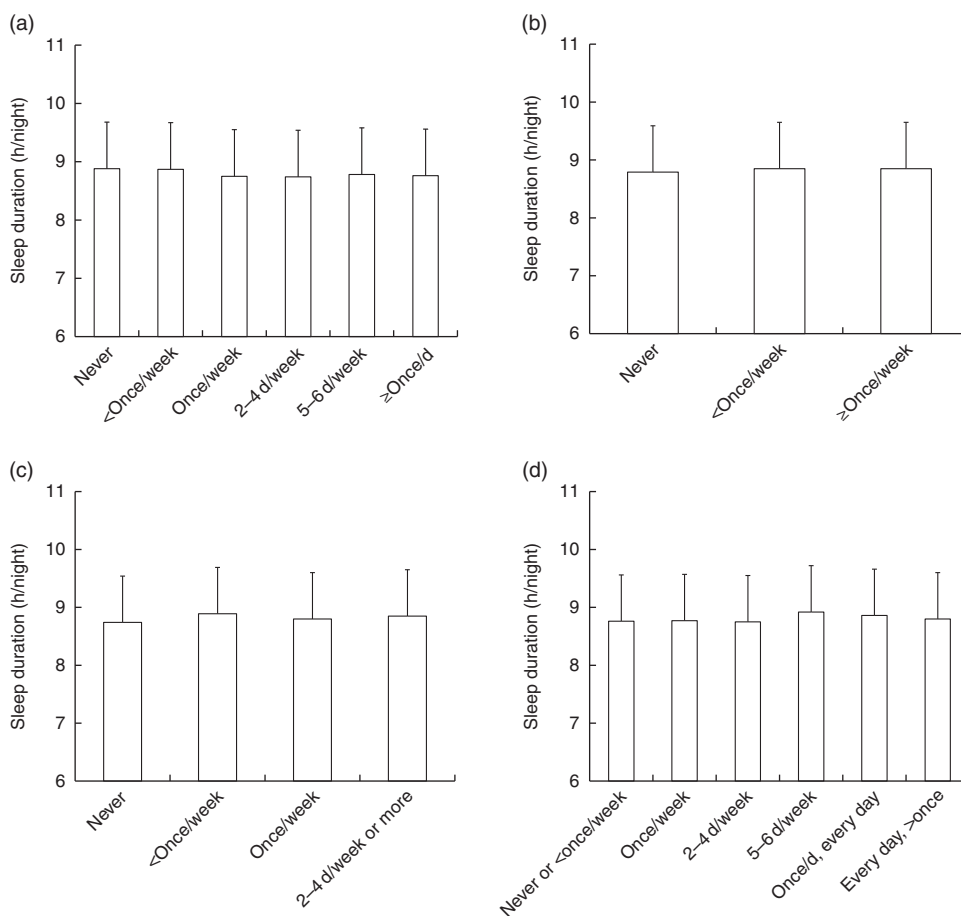 (a)
11
10
9
8
7
6
Sleep duration (h/night)
Never
<Once/week
Once/week
2–4 d/week
5–6 d/week
≥Once/d
(b)
11
10
9
8
7
6
Sleep duration (h/night)
Never
<Once/week
≥Once/week
(c)
11
10
9
8
7
6
Sleep duration (h/night)
Never
<Once/week
Once/week
2–4 d/week or more
(d)
11
10
9
8
7
6
Sleep duration (h/night)
Never or <once/week
Once/week
2–4 d/week
5–6 d/week
Once/d, every day
Every day, >once